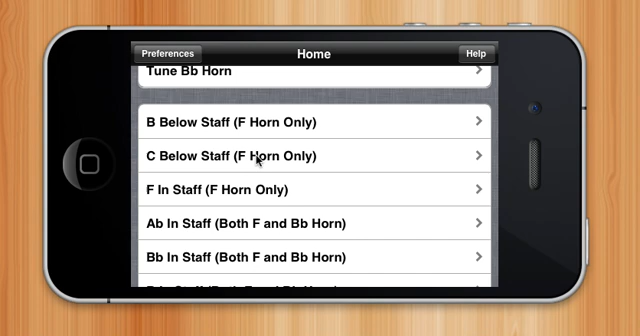 Preferences
Home
Help
Tune Bb Horn
B Below Staff (F Horn Only)
C Below Staff (F Horn Only)
F In Staff (F Horn Only)
Ab In Staff (Both F and Bb Horn)
Bb In Staff (Both F and Bb Horn)